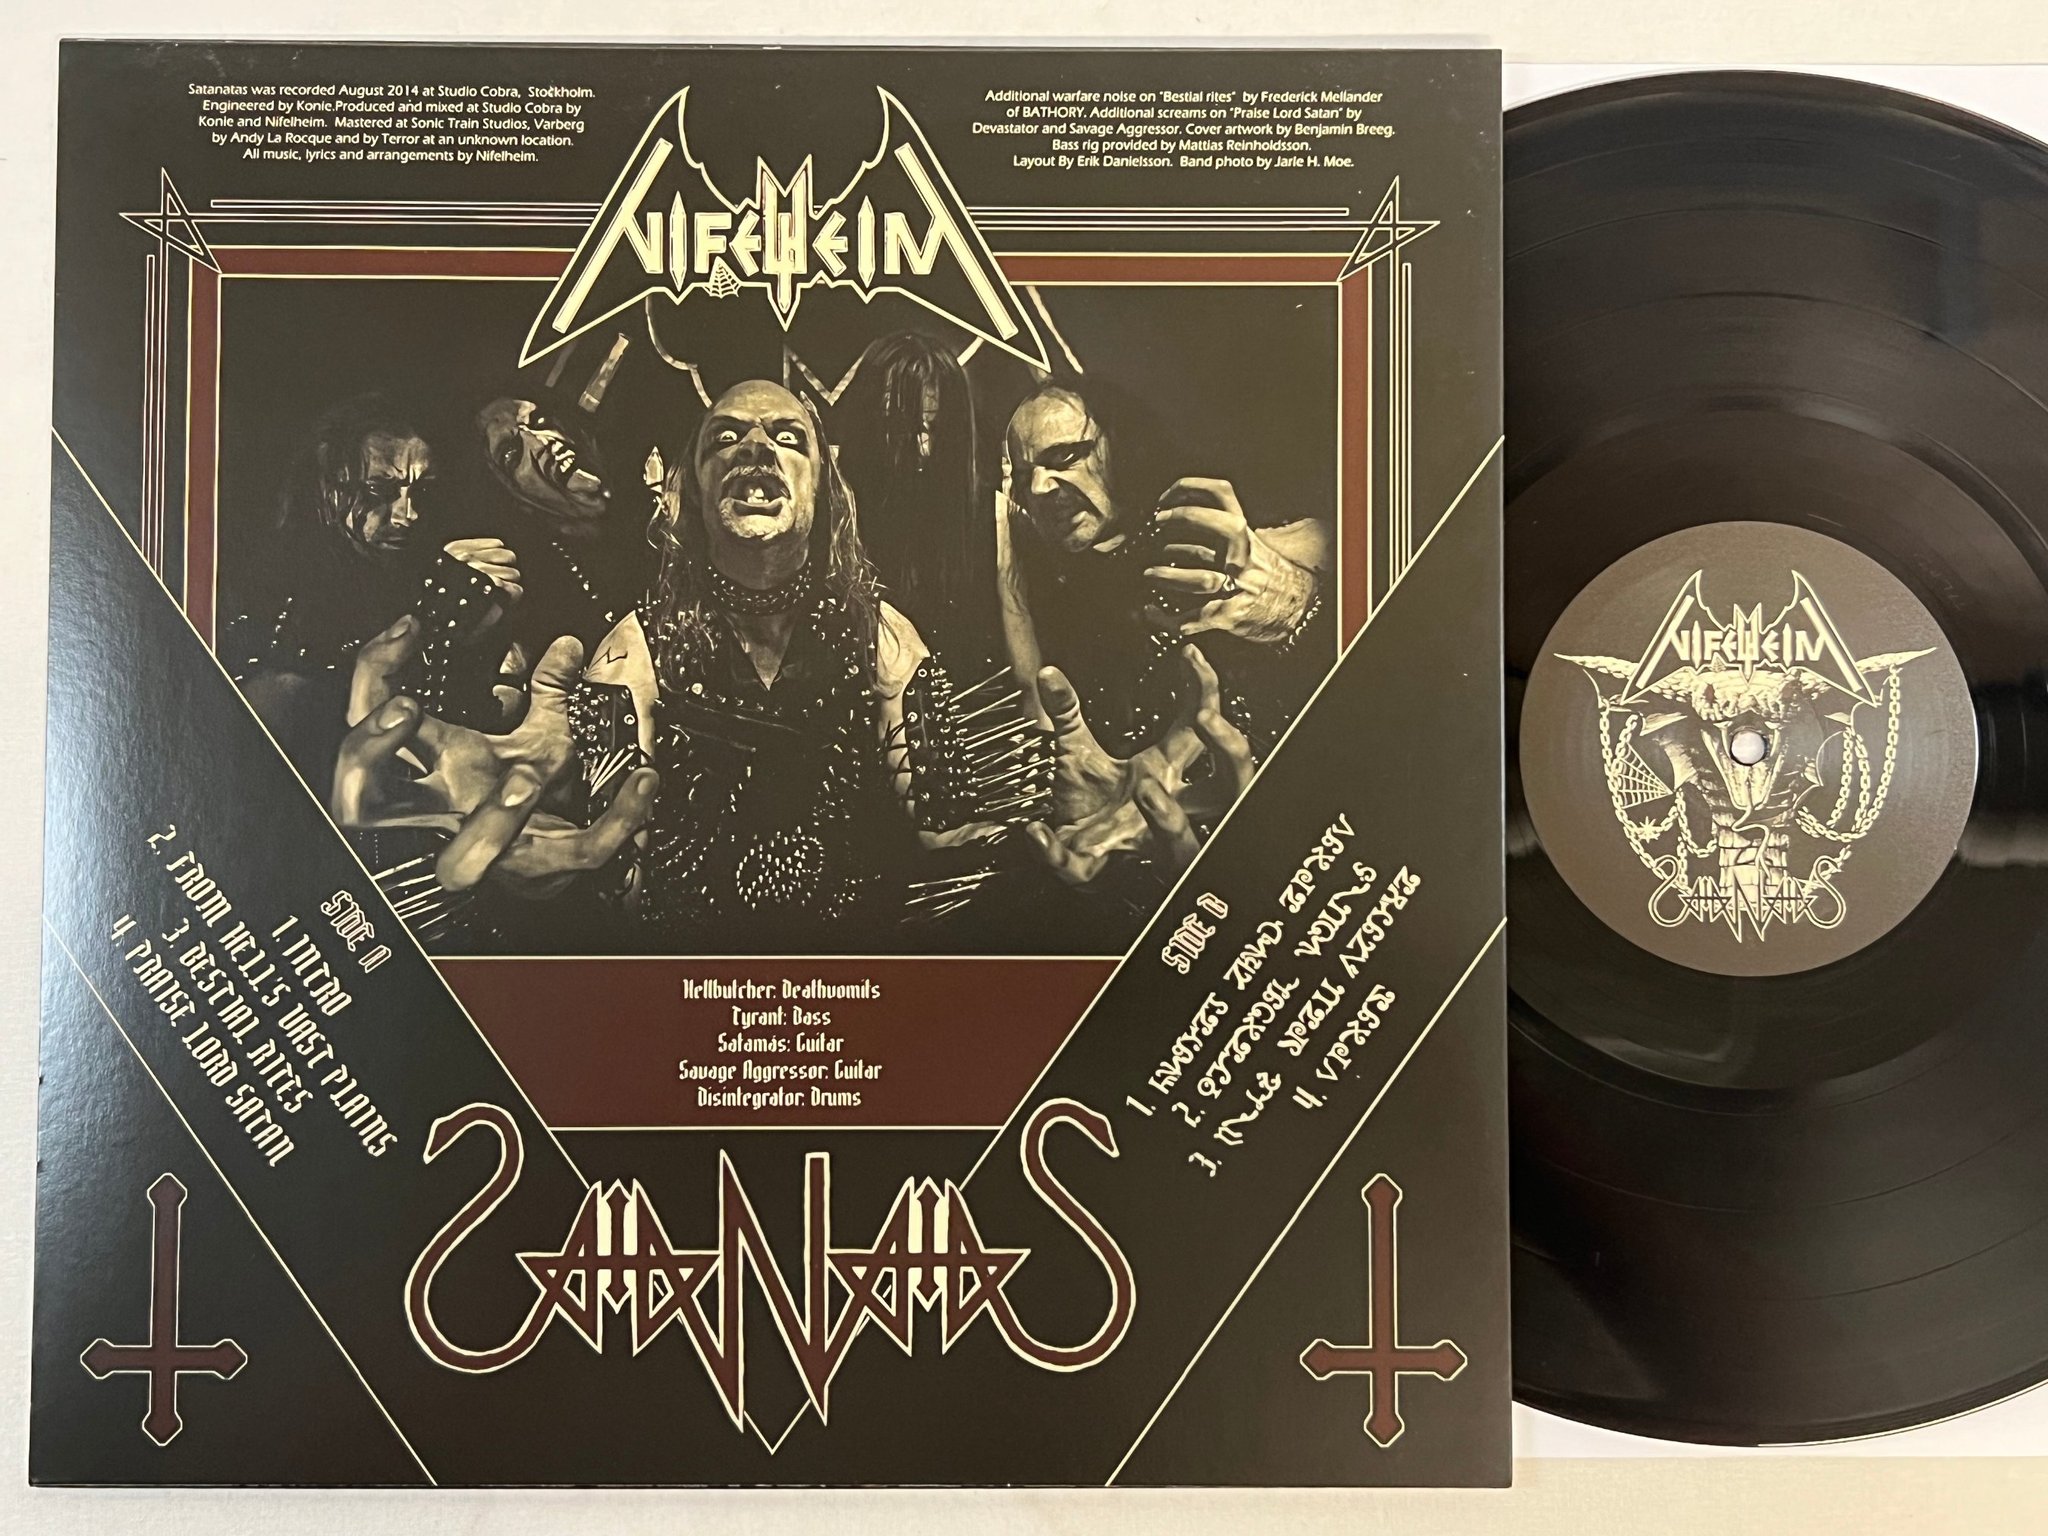 Satanatas was recorded August 2014 at Studio Cobra, Stockholm.
Engineered by Konie.Produced and mixed at Studio Cobra by
Konie and Nifelheim. Mastered at Sonic Train Studios, Varberg
by Andy La Rocque and by Terror at an unknown location.
All music, lyrics and arrangements by Nifelheim.
Additional warfare noise on "Bestial rites" by Frederick Mellander
of BATHORY. Additional screams on "Praise Lord Satan" by
Devastator and Savage Aggressor. Cover artwork by Benjamin Breeg.
Bass rig provided by Mattias Reinholdsson.
Layout By Erik Danielsson. Band photo by Jarle H. Moe.
NIFELHEIM
SIDE A
1. INTRO
2. FROM HELL'S VAST PLAINS
3. BESTIAL RITES
4. PRAISE LORD SATAN
Hellbutcher: Deathvomits
Tyrant: Bass
Satamás: Guitar
Savage Aggressor: Guitar
Disintegrator: Drums
SIDE B
1.
2.
3.
4.
SATANATAS
NIFELHEIM
SATANATAS